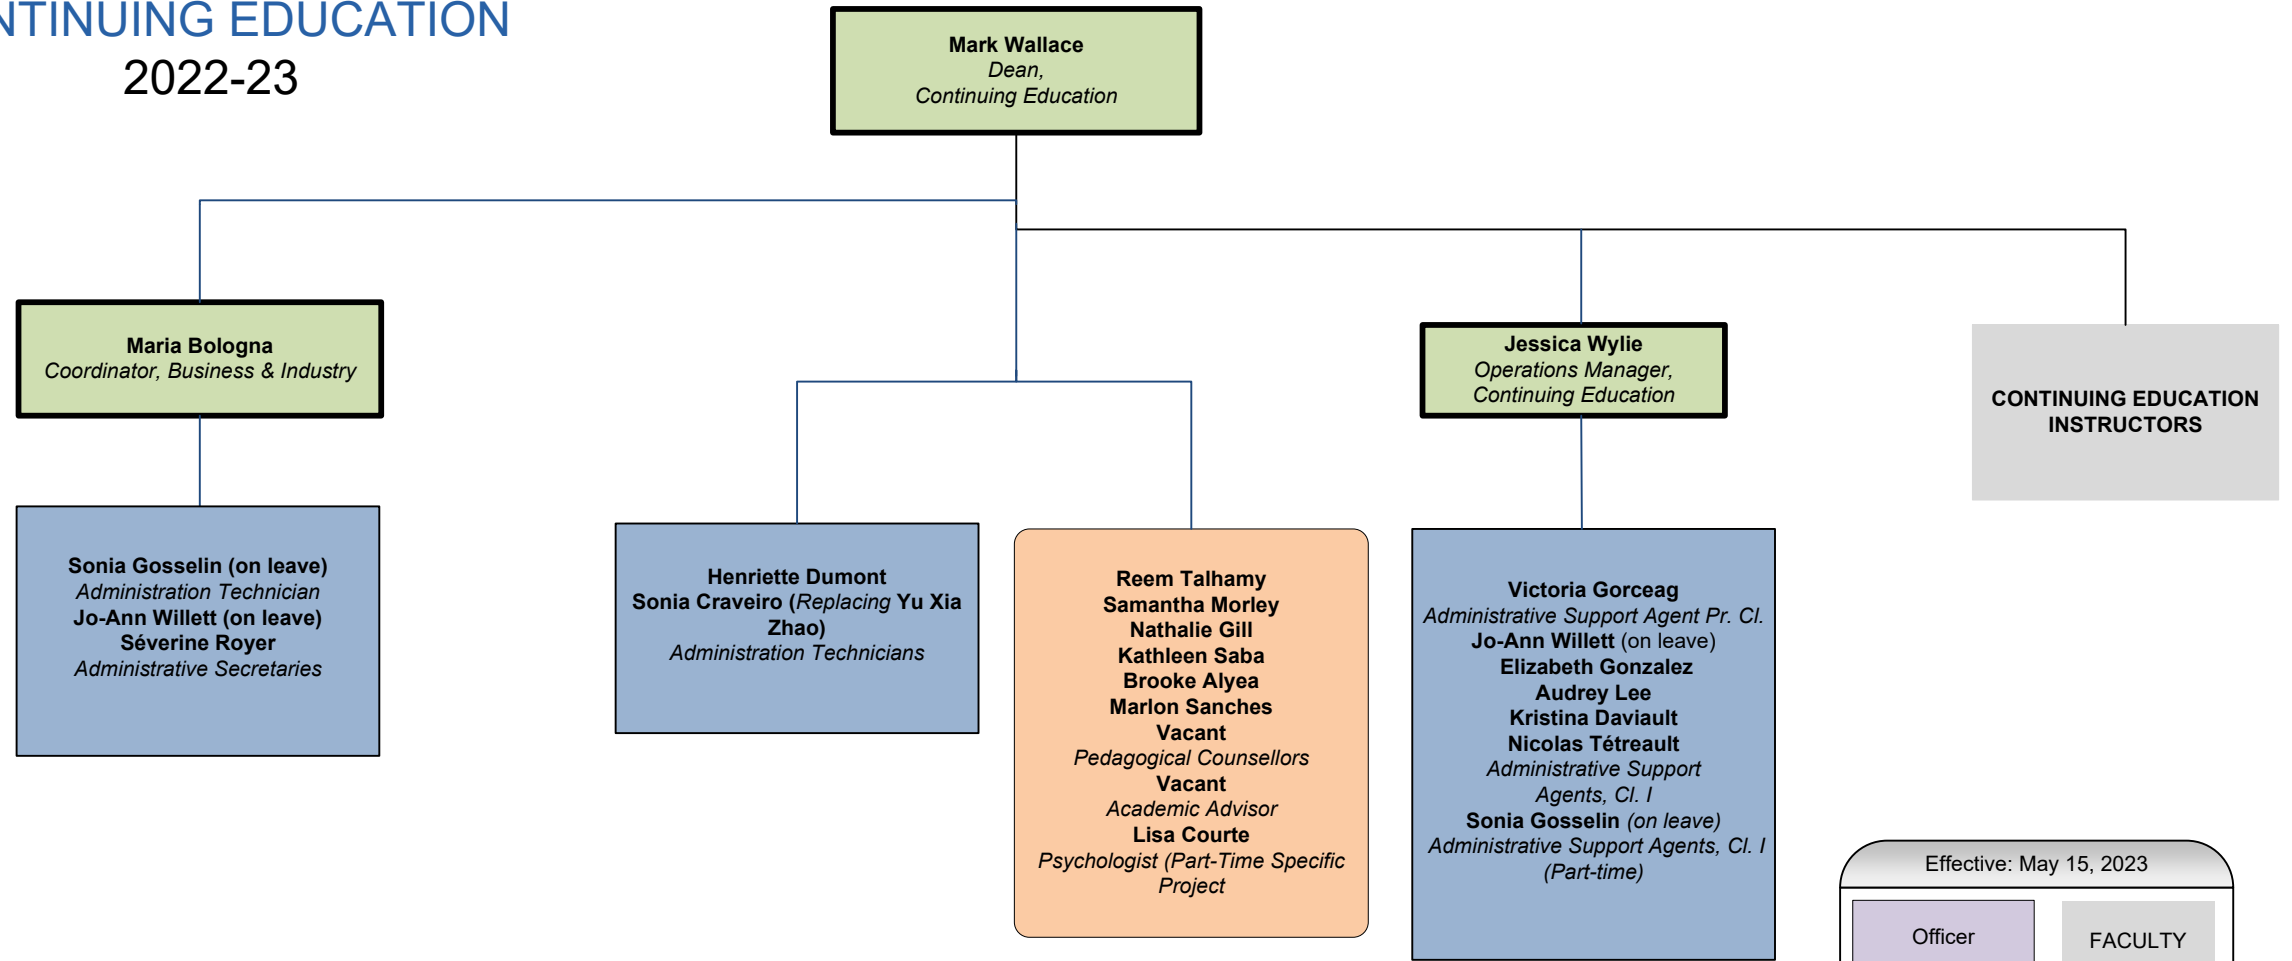 NTINUING EDUCATION
2022-23
Mark Wallace
Dean,
Continuing Education
Maria Bologna
Coordinator, Business & Industry
Jessica Wylie
Operations Manager,
Continuing Education
CONTINUING EDUCATION
INSTRUCTORS
Sonia Gosselin (on leave)
Administration Technician
Jo-Ann Willett (on leave)
Séverine Royer
Administrative Secretaries
Henriette Dumont
Sonia Craveiro (Replacing Yu Xia
Zhao)
Administration Technicians
Reem Talhamy
Samantha Morley
Nathalie Gill
Kathleen Saba
Brooke Alyea
Marlon Sanches
Vacant
Pedagogical Counsellors
Vacant
Academic Advisor
Lisa Courte
Psychologist (Part-Time Specific
Project
Victoria Gorceag
Administrative Support Agent Pr. Cl.
Jo-Ann Willett (on leave)
Elizabeth Gonzalez
Audrey Lee
Kristina Daviault
Nicolas Tétreault
Administrative Support
Agents, Cl. I
Sonia Gosselin (on leave)
Administrative Support Agents, Cl. I
(Part-time)
Effective: May 15, 2023
Officer
FACULTY